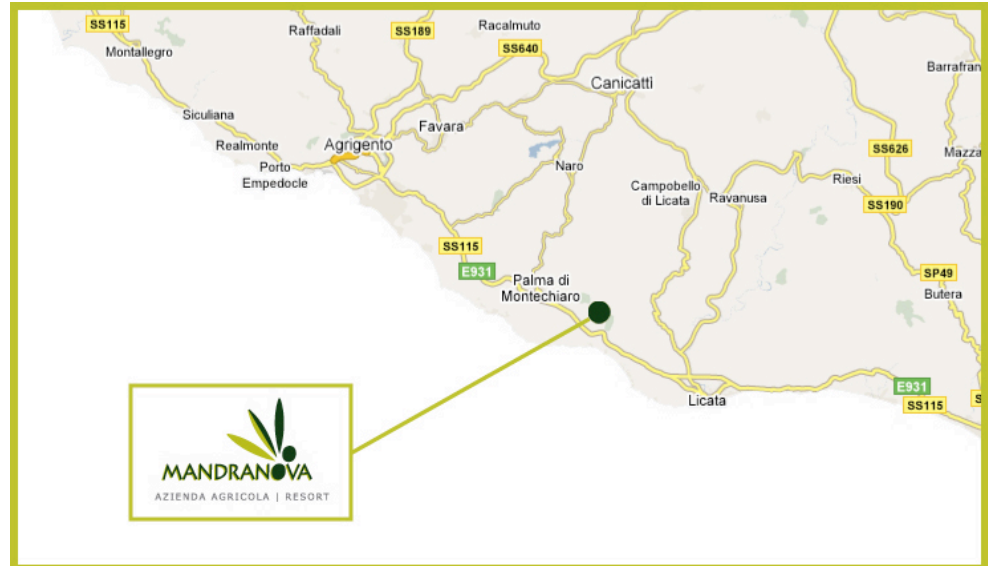 SS115
Montallegro
Raffadali
SS189
Racalmuto
SS640
Canicatti
Barrafran
Siculiana
Favara
Realmonte
Agrigento
Porto
Empedocle
Naro
SS626
Mazza
Campobello
di Licata
Ravanusa
Riesi
SS190
SS115
E931
Palma di
Montechiaro
SP49
Butera
E931
Licata
SS115
S
MANDRANOVA
AZIENDA AGRICOLA | RESORT